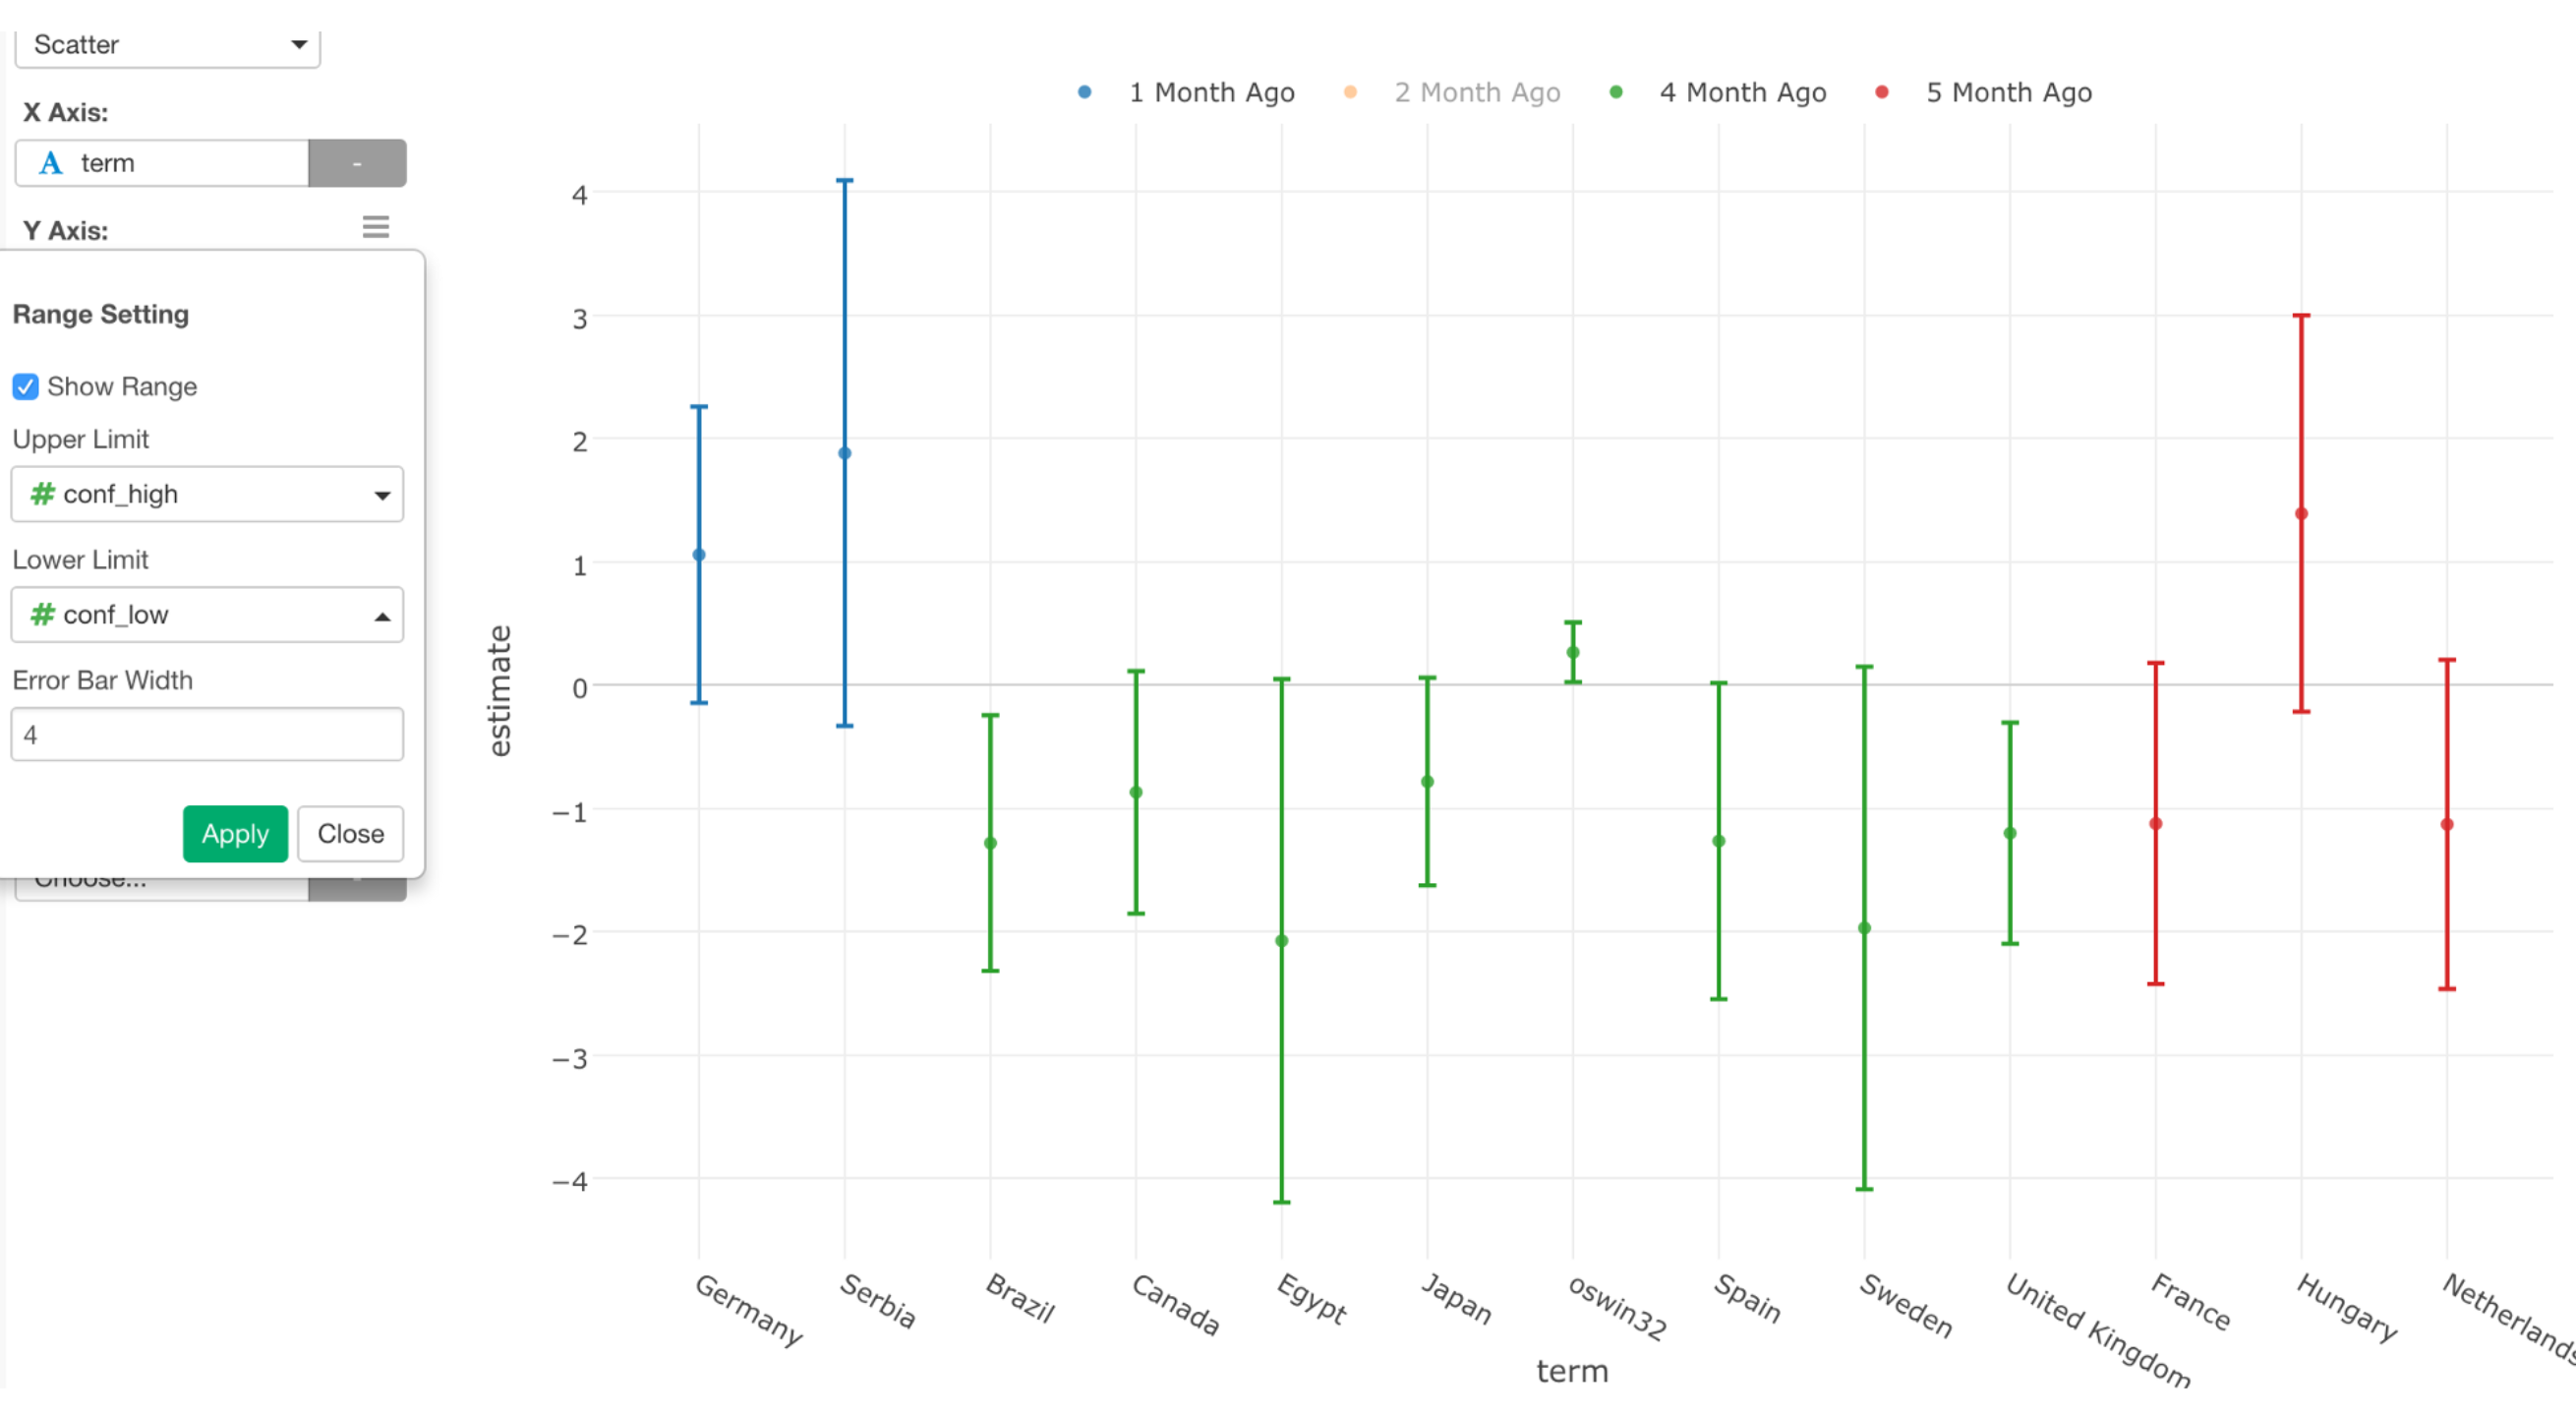 Scatter
X Axis:
A term -
Y Axis:
Range Setting
Show Range
Upper Limit
# conf_high
Lower Limit
# conf_low
Error Bar Width
4
Apply Close
Choose... -
1 Month Ago 2 Month Ago 4 Month Ago 5 Month Ago
4
3
2
1
0
−1
−2
−3
−4
estimate
Germany Serbia Brazil Canada Egypt Japan oswin32 Spain Sweden United Kingdom France Hungary Netherlands
term